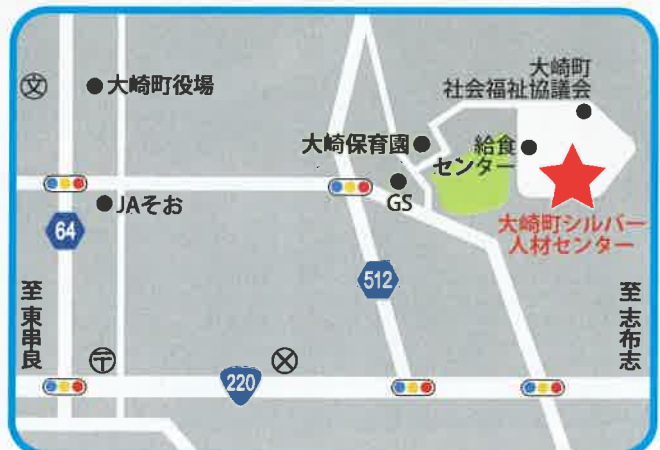 大崎町
社会福祉協議会
文
大崎町役場
大崎保育園
給食
センター
GS
JAそお
大崎町シルバー
人材センター
64
512
至東串良
至志布志
〒
220